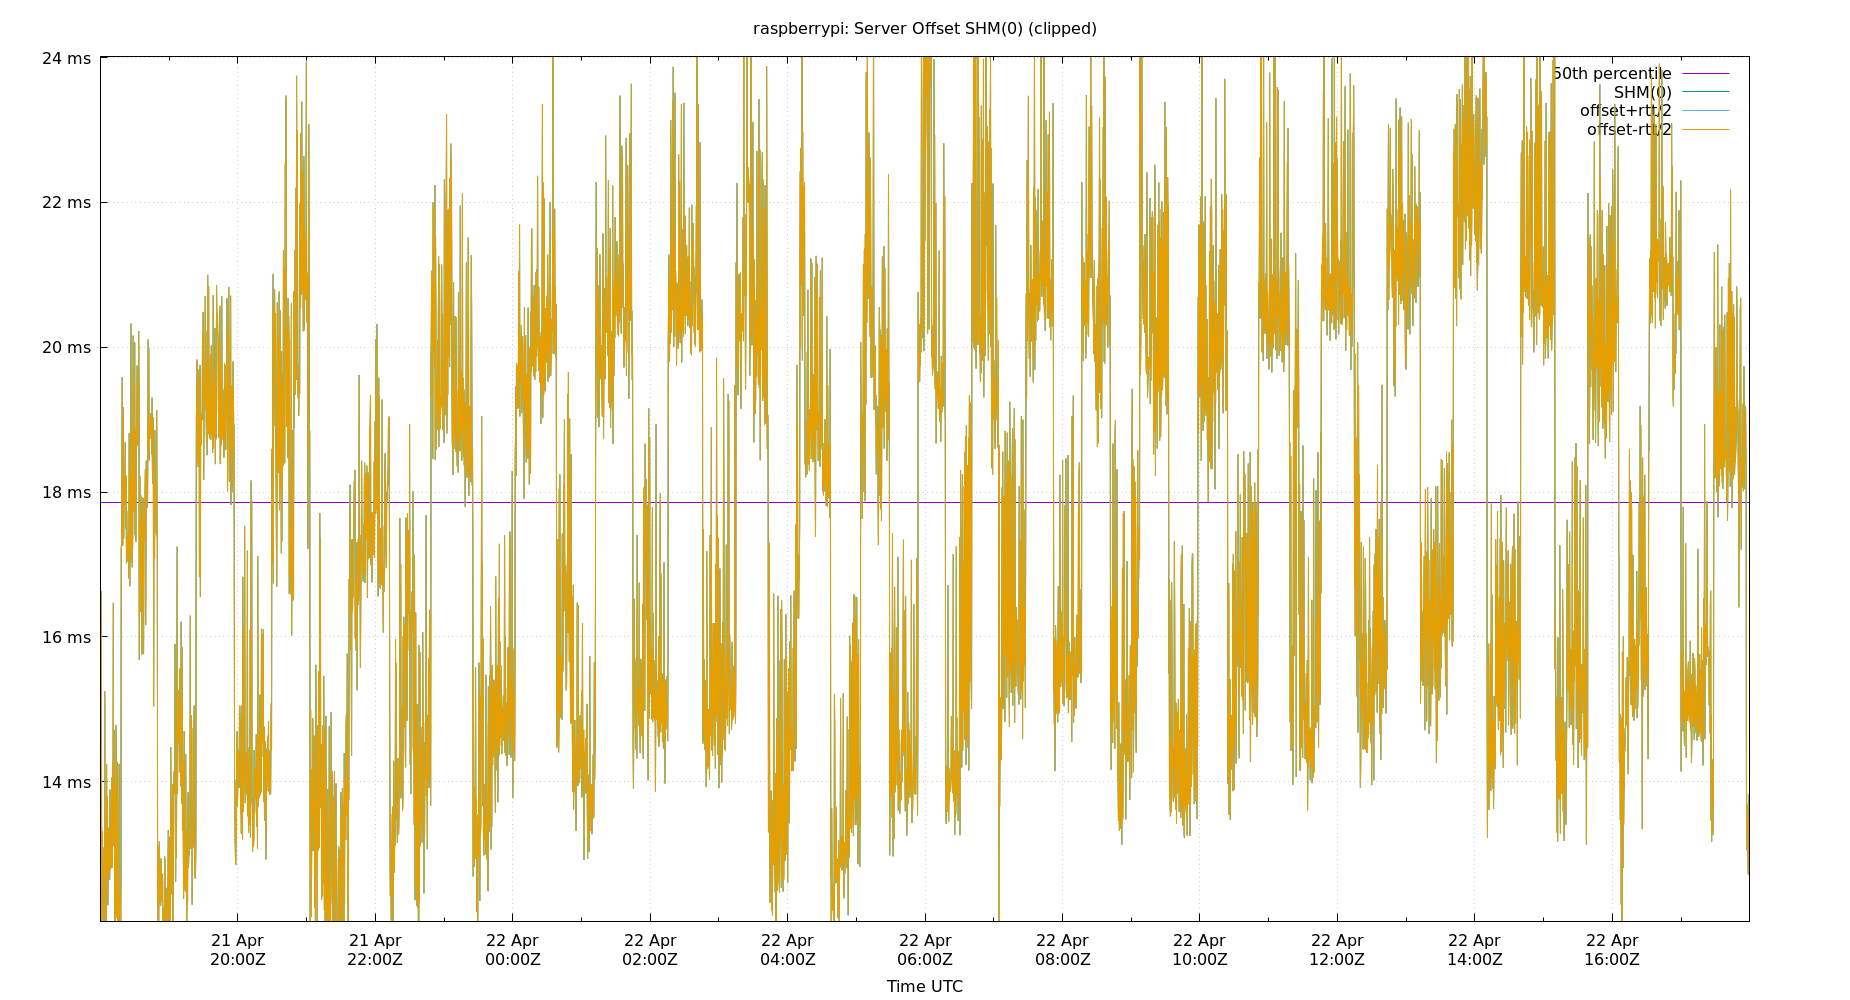 raspberrypi: Server Offset SHM(0) (clipped)
24 ms
22 ms
20 ms
18 ms
16 ms
14 ms
50th percentile
SHM(0)
offset+rtt/2
offset-rtt/2
21 Apr
20:00Z
21 Apr
22:00Z
22 Apr
00:00Z
22 Apr
02:00Z
22 Apr
04:00Z
22 Apr
06:00Z
22 Apr
08:00Z
22 Apr
10:00Z
22 Apr
12:00Z
22 Apr
14:00Z
22 Apr
16:00Z
Time UTC